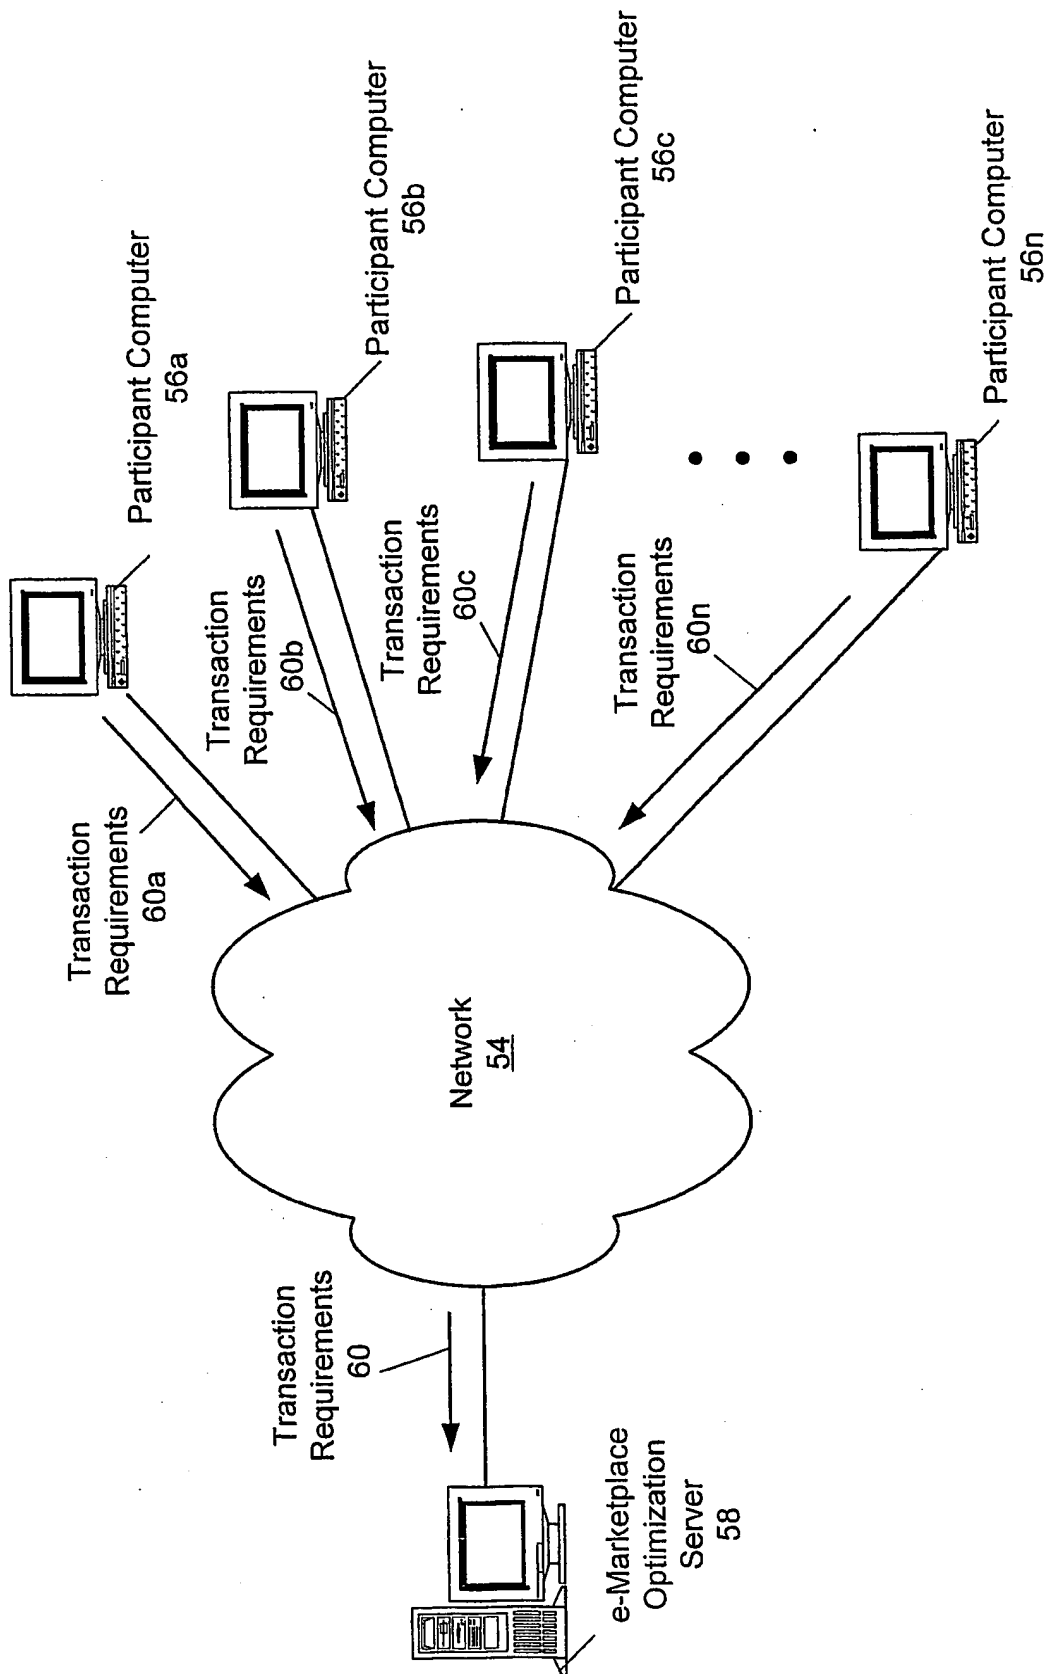 Participant Computer
56a
Participant Computer
56b
Participant Computer
56c
Participant Computer
56n
Transaction
Requirements
60a
Transaction
Requirements
60b
Transaction
Requirements
60c
Transaction
Requirements
60n
Network
54
Transaction
Requirements
60
e-Marketplace
Optimization
Server
58